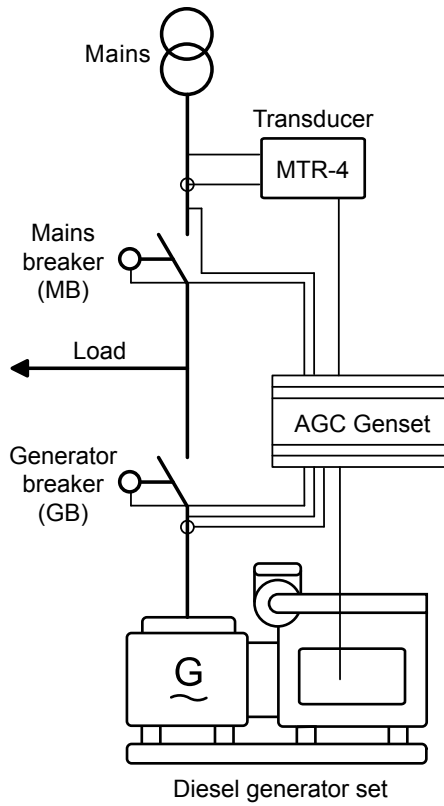 Mains
Transducer
MTR-4
Mains
breaker
(MB)
Load
AGC Genset
Generator
breaker
(GB)
G
Diesel generator set